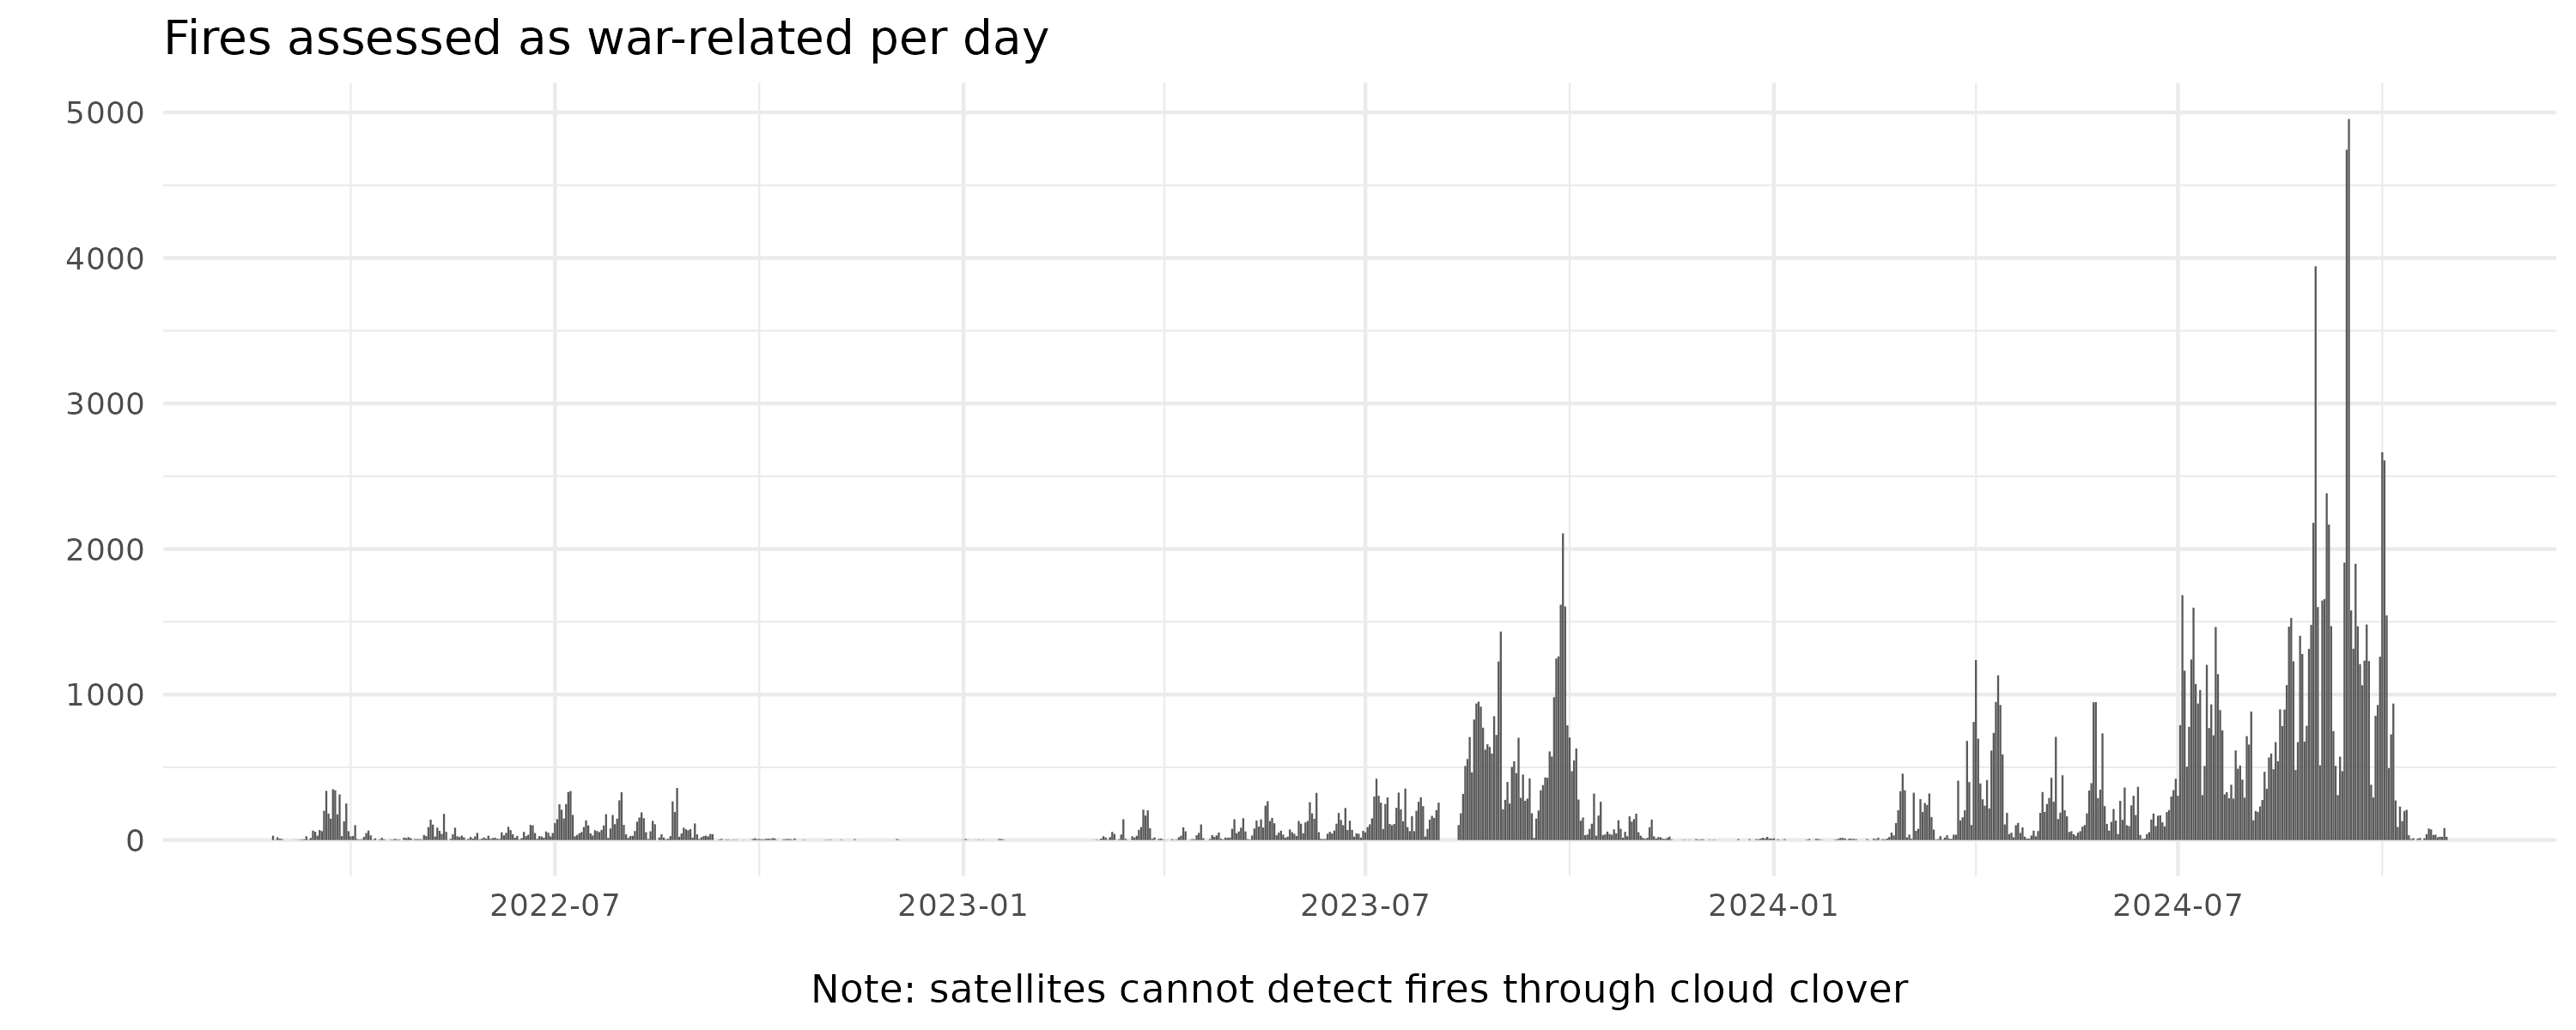 Fires assessed as war-related per day
5000
4000
3000
2000
1000
0
2022-07 2023-01 2023-07 2024-01 2024-07
Note: satellites cannot detect fires through cloud clover